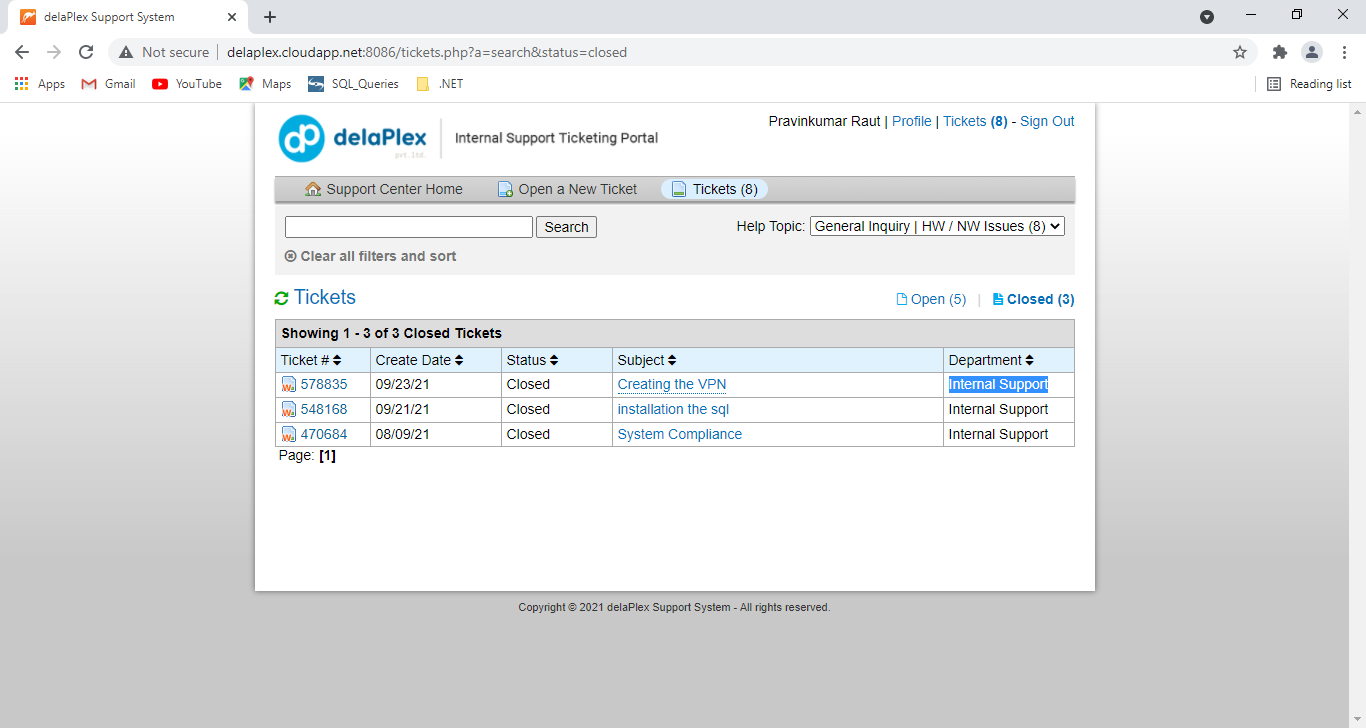 delaPlex Support System
Not secure | delaplex.cloudapp.net:8086/tickets.php?a=search&status=closed
Apps Gmail YouTube Maps SQL_Queries .NET Reading list
dp delaPlex pvt.ltd. Internal Support Ticketing Portal
Pravinkumar Raut | Profile | Tickets (8) - Sign Out
Support Center Home Open a New Ticket Tickets (8)
Search Help Topic: General Inquiry | HW / NW Issues (8)
Clear all filters and sort
Tickets Open (5) | Closed (3)
Showing 1 - 3 of 3 Closed Tickets
Ticket # Create Date Status Subject Department
578835 09/23/21 Closed Creating the VPN Internal Support
548168 09/21/21 Closed installation the sql Internal Support
470684 08/09/21 Closed System Compliance Internal Support
Page: [1]
Copyright © 2021 delaPlex Support System - All rights reserved.